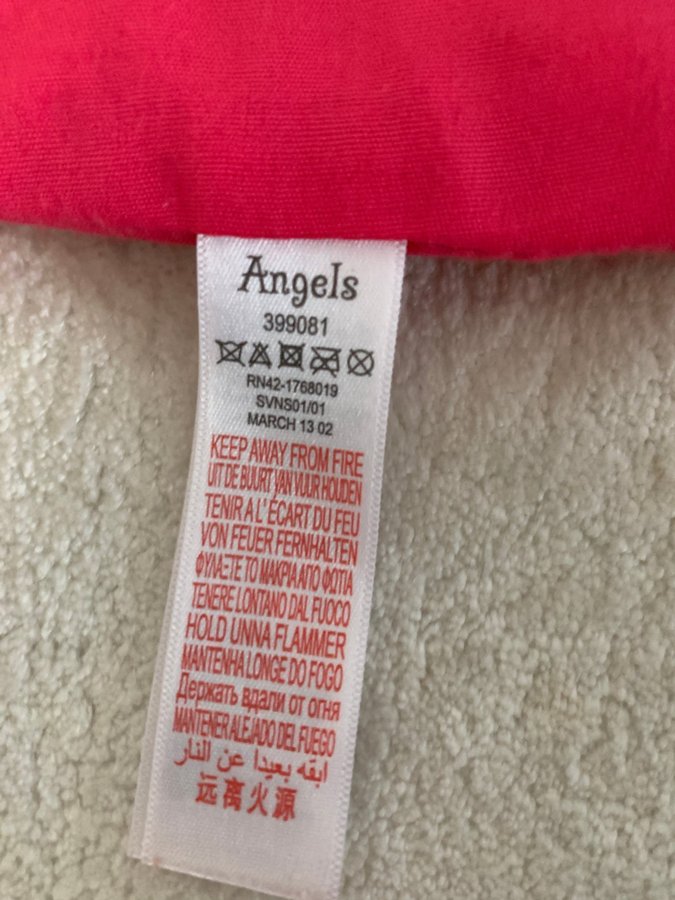 Angels
399081
RN42-1768019
SVNS01/01
MARCH 13 02
KEEP AWAY FROM FIRE
UIT DE BUURT VAN VUUR HOUDEN
TENIR A L'ÉCART DU FEU
VON FEUER FERNHALTEN
ΦΥΛΑΞΤΕ ΤΟ ΜΑΚΡΙΑ ΑΠΟ ΦΩΤΙΑ
TENERE LONTANO DAL FUOCO
HOLD UNNA FLAMMER
MANTENHA LONGE DO FOGO
Держать вдали от огня
MANTENER ALEJADO DEL FUEGO
ابقه بعيدا عن النار
远离火源